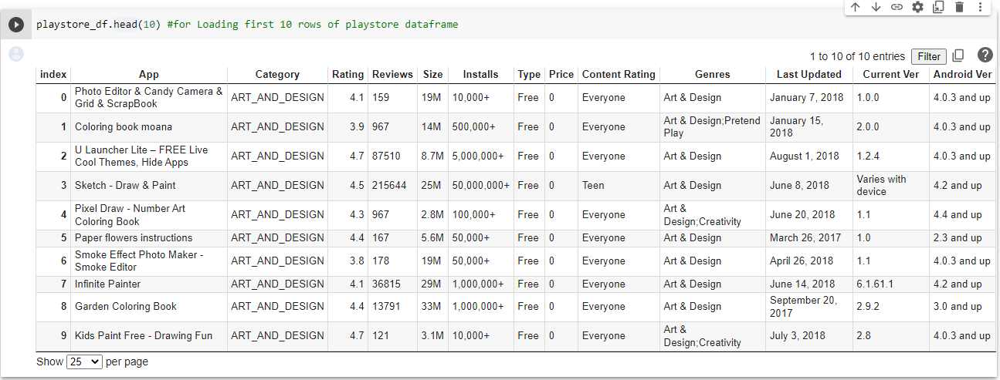 playstore_df.head(10) #for Loading first 10 rows of playstore dataframe
1 to 10 of 10 entries Filter ?
index App Category Rating Reviews Size Installs Type Price Content Rating Genres Last Updated Current Ver Android Ver
0 Photo Editor & Candy Camera & Grid & ScrapBook ART_AND_DESIGN 4.1 159 19M 10,000+ Free 0 Everyone Art & Design January 7, 2018 1.0.0 4.0.3 and up
1 Coloring book moana ART_AND_DESIGN 3.9 967 14M 500,000+ Free 0 Everyone Art & Design;Pretend Play January 15, 2018 2.0.0 4.0.3 and up
2 U Launcher Lite – FREE Live Cool Themes, Hide Apps ART_AND_DESIGN 4.7 87510 8.7M 5,000,000+ Free 0 Everyone Art & Design August 1, 2018 1.2.4 4.0.3 and up
3 Sketch - Draw & Paint ART_AND_DESIGN 4.5 215644 25M 50,000,000+ Free 0 Teen Art & Design June 8, 2018 Varies with device 4.2 and up
4 Pixel Draw - Number Art Coloring Book ART_AND_DESIGN 4.3 967 2.8M 100,000+ Free 0 Everyone Art & Design;Creativity June 20, 2018 1.1 4.4 and up
5 Paper flowers instructions ART_AND_DESIGN 4.4 167 5.6M 50,000+ Free 0 Everyone Art & Design March 26, 2017 1.0 2.3 and up
6 Smoke Effect Photo Maker - Smoke Editor ART_AND_DESIGN 3.8 178 19M 50,000+ Free 0 Everyone Art & Design April 26, 2018 1.1 4.0.3 and up
7 Infinite Painter ART_AND_DESIGN 4.1 36815 29M 1,000,000+ Free 0 Everyone Art & Design June 14, 2018 6.1.61.1 4.2 and up
8 Garden Coloring Book ART_AND_DESIGN 4.4 13791 33M 1,000,000+ Free 0 Everyone Art & Design September 20, 2017 2.9.2 3.0 and up
9 Kids Paint Free - Drawing Fun ART_AND_DESIGN 4.7 121 3.1M 10,000+ Free 0 Everyone Art & Design;Creativity July 3, 2018 2.8 4.0.3 and up
Show 25 per page